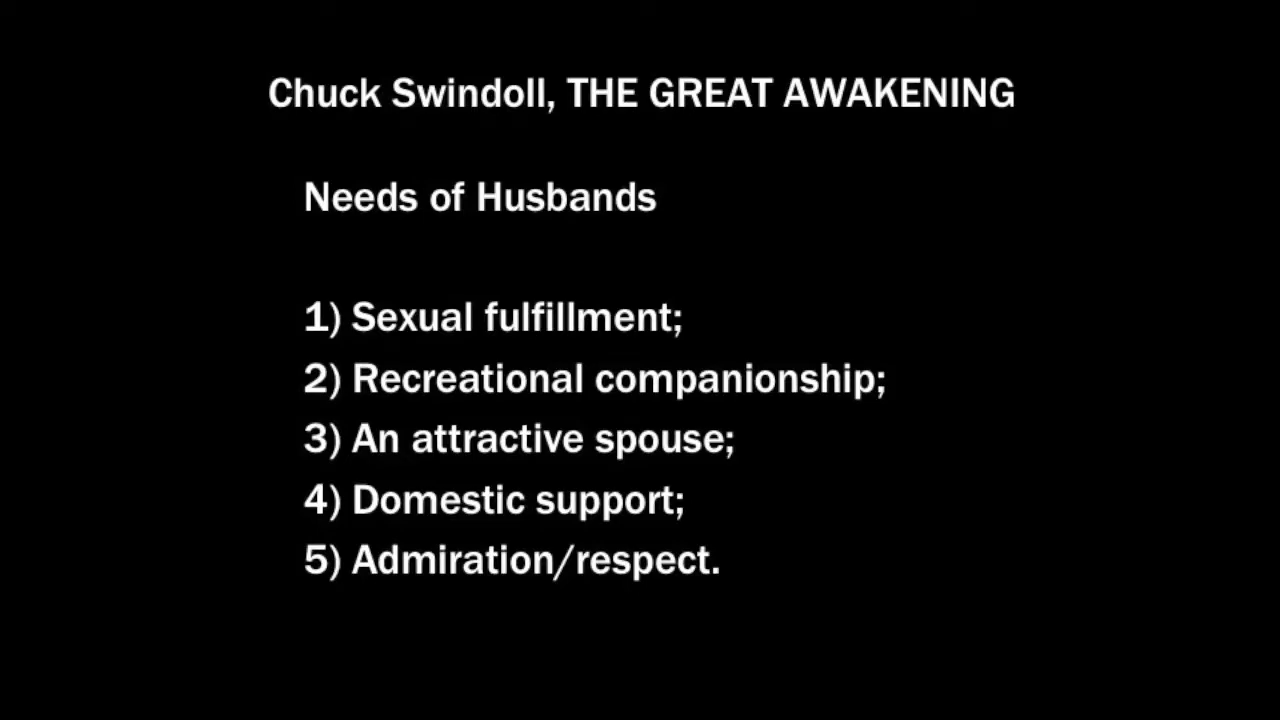 Chuck Swindoll, THE GREAT AWAKENING
Needs of Husbands
1) Sexual fulfillment;
2) Recreational companionship;
3) An attractive spouse;
4) Domestic support;
5) Admiration/respect.